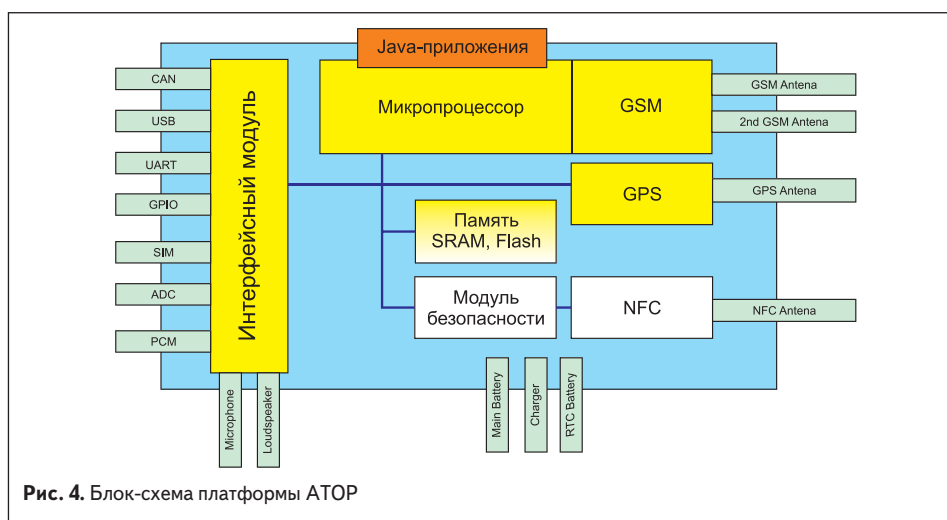 Java-приложения
CAN
USB
UART
GPIO
SIM
ADC
PCM
Интерфейсный модуль
Микропроцессор
GSM
GSM Antena
2nd GSM Antena
GPS
GPS Antena
Память
SRAM, Flash
Модуль
безопасности
NFC
NFC Antena
Microphone
Loudspeaker
Main Battery
Charger
RTC Battery
Рис. 4. Блок-схема платформы АТОР